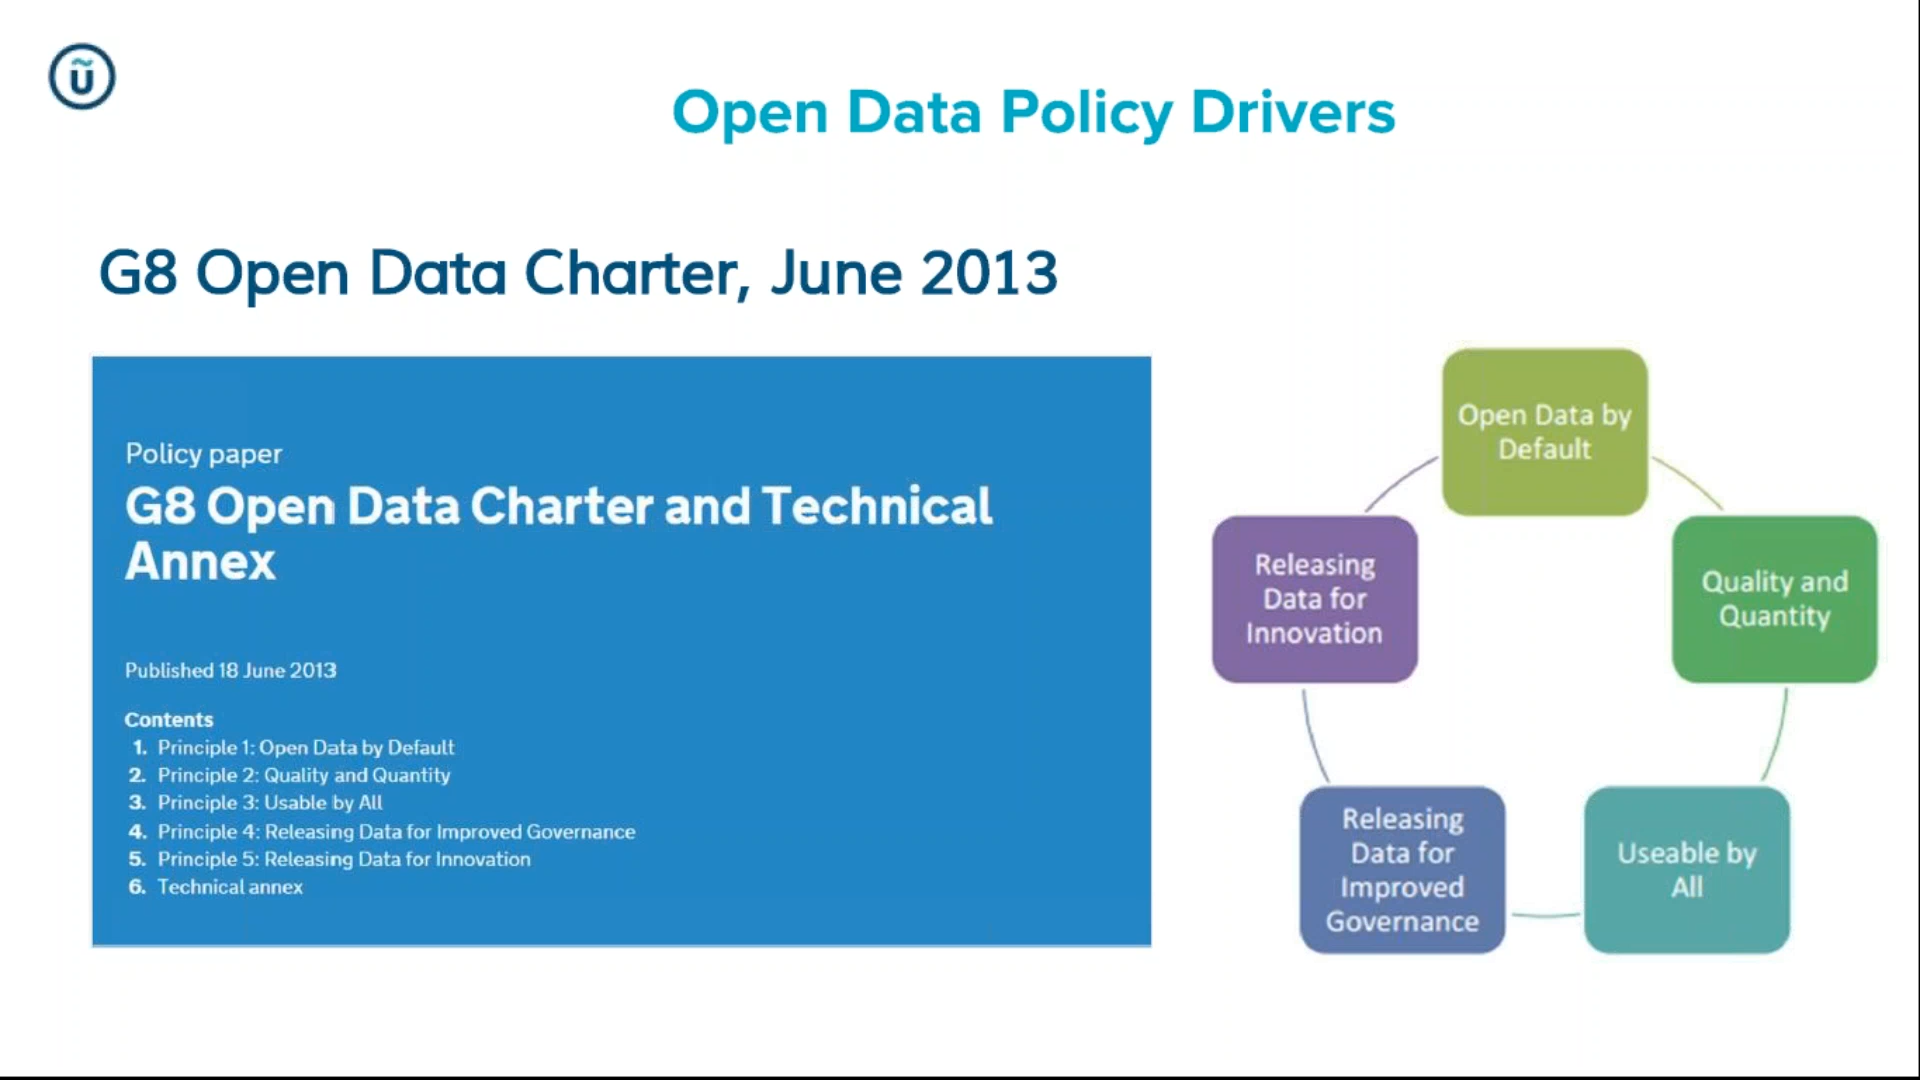 ũ
Open Data Policy Drivers
G8 Open Data Charter, June 2013
Policy paper
G8 Open Data Charter and Technical
Annex
Published 18 June 2013
Contents
1. Principle 1: Open Data by Default
2. Principle 2: Quality and Quantity
3. Principle 3: Usable by All
4. Principle 4: Releasing Data for Improved Governance
5. Principle 5: Releasing Data for Innovation
6. Technical annex
Open Data by
Default
Quality and
Quantity
Useable by
All
Releasing
Data for
Improved
Governance
Releasing
Data for
Innovation